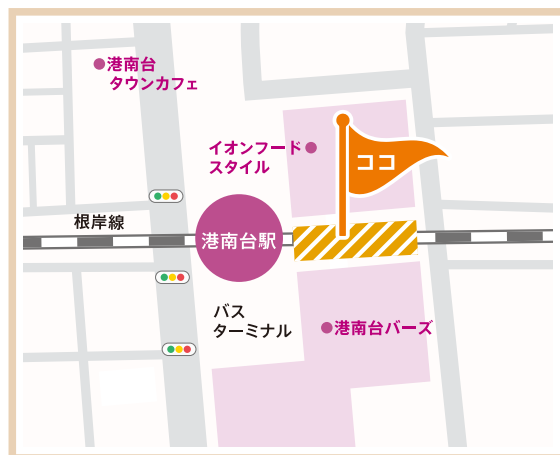 港南台
タウンカフェ
イオンフード
スタイル
ココ
根岸線
港南台駅
バス
ターミナル
港南台バーズ